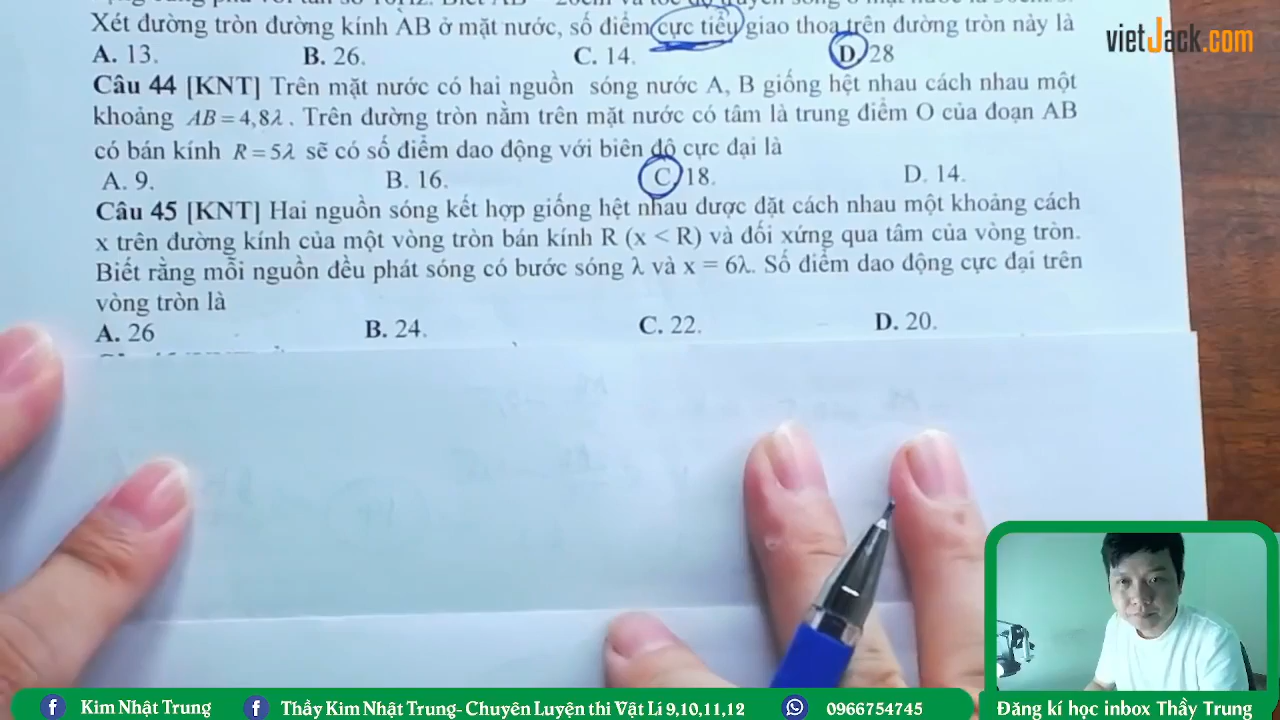 Xét đường tròn đường kính AB ở mặt nước, số điểm cực tiểu giao thoa trên đường tròn này là
A. 13. B. 26. C. 14. D. 28
Câu 44 [KNT] Trên mặt nước có hai nguồn sóng nước A, B giống hệt nhau cách nhau một
khoảng AB = 4,8λ. Trên đường tròn nằm trên mặt nước có tâm là trung điểm O của đoạn AB
có bán kính R = 5λ sẽ có số điểm dao động với biên độ cực đại là
A. 9. B. 16. C. 18. D. 14.
Câu 45 [KNT] Hai nguồn sóng kết hợp giống hệt nhau được đặt cách nhau một khoảng cách
x trên đường kính của một vòng tròn bán kính R (x < R) và đối xứng qua tâm của vòng tròn.
Biết rằng mỗi nguồn đều phát sóng có bước sóng λ và x = 6λ. Số điểm dao động cực đại trên
vòng tròn là
A. 26 B. 24. C. 22. D. 20.
vietJack.com
Kim Nhật Trung
Thầy Kim Nhật Trung- Chuyên Luyện thi Vật Lí 9,10,11,12
0966754745
Đăng kí học inbox Thầy Trung